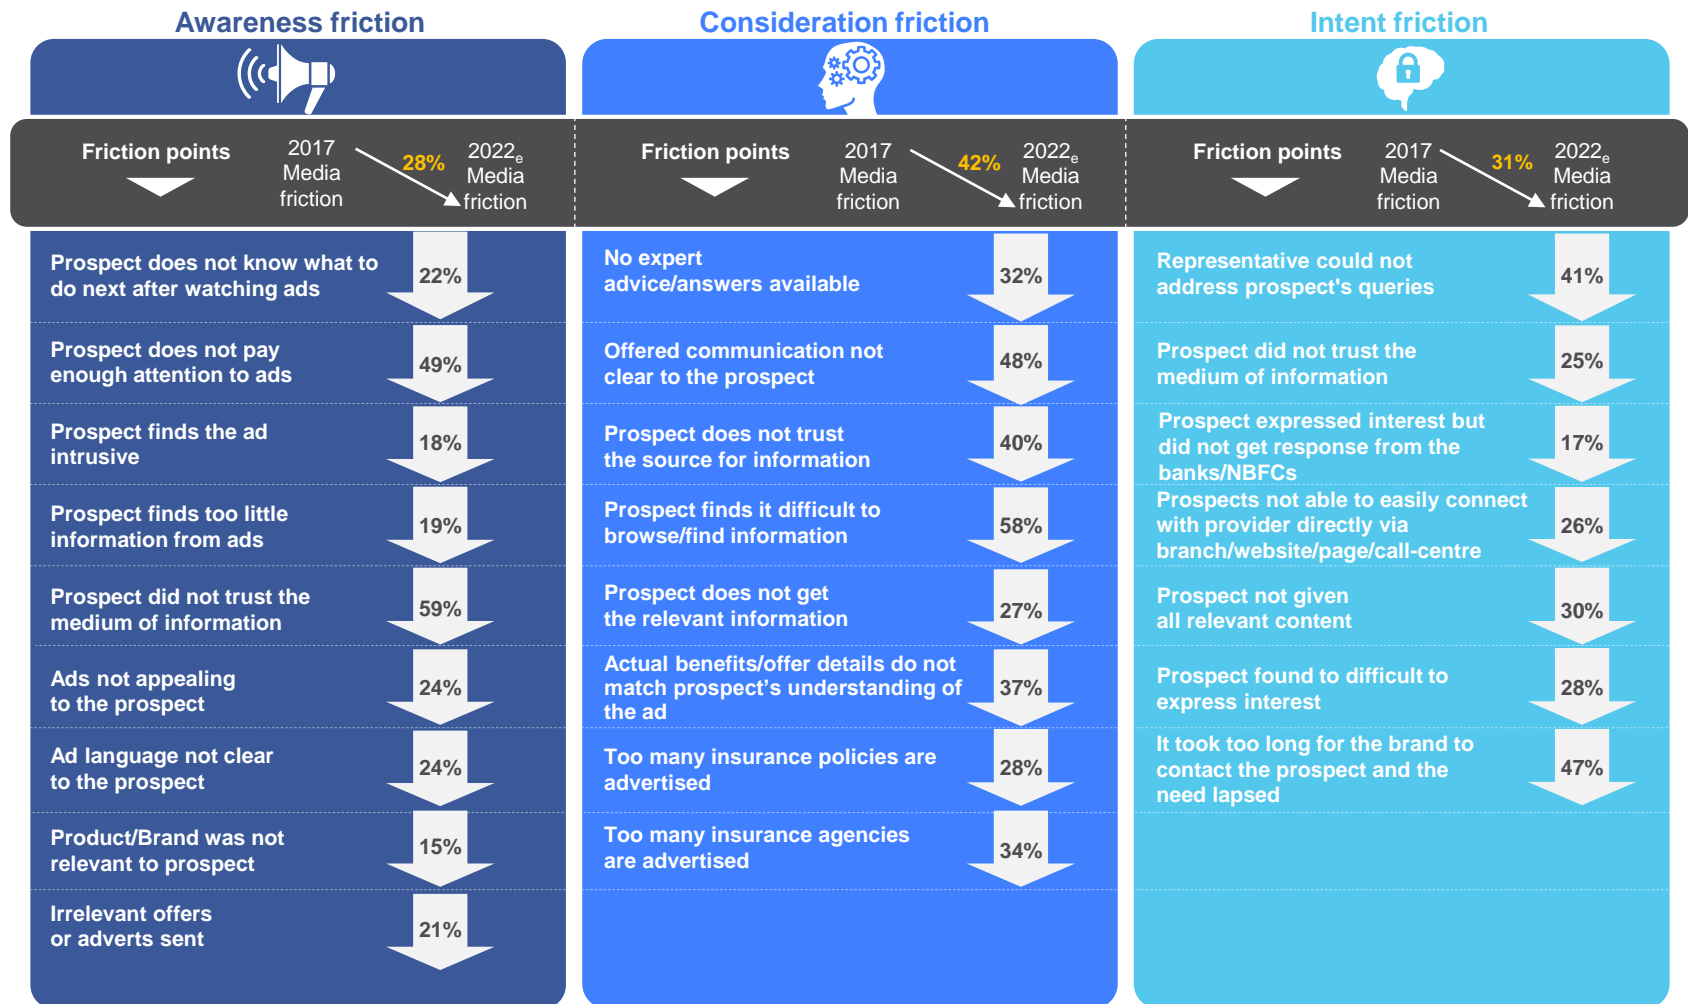 Awareness friction
Friction points
2017
Media
friction
28%
2022e
Media
friction
Prospect does not know what to
do next after watching ads
22%
Prospect does not pay
enough attention to ads
49%
Prospect finds the ad
intrusive
18%
Prospect finds too little
information from ads
19%
Prospect did not trust the
medium of information
59%
Ads not appealing
to the prospect
24%
Ad language not clear
to the prospect
24%
Product/Brand was not
relevant to prospect
15%
Irrelevant offers
or adverts sent
21%
Consideration friction
Friction points
2017
Media
friction
42%
2022e
Media
friction
No expert
advice/answers available
32%
Offered communication not
clear to the prospect
48%
Prospect does not trust
the source for information
40%
Prospect finds it difficult to
browse/find information
58%
Prospect does not get
the relevant information
27%
Actual benefits/offer details do not
match prospect’s understanding of
the ad
37%
Too many insurance policies are
advertised
28%
Too many insurance agencies
are advertised
34%
Intent friction
Friction points
2017
Media
friction
31%
2022e
Media
friction
Representative could not
address prospect's queries
41%
Prospect did not trust the
medium of information
25%
Prospect expressed interest but
did not get response from the
banks/NBFCs
17%
Prospects not able to easily connect
with provider directly via
branch/website/page/call-centre
26%
Prospect not given
all relevant content
30%
Prospect found to difficult to
express interest
28%
It took too long for the brand to
contact the prospect and the
need lapsed
47%